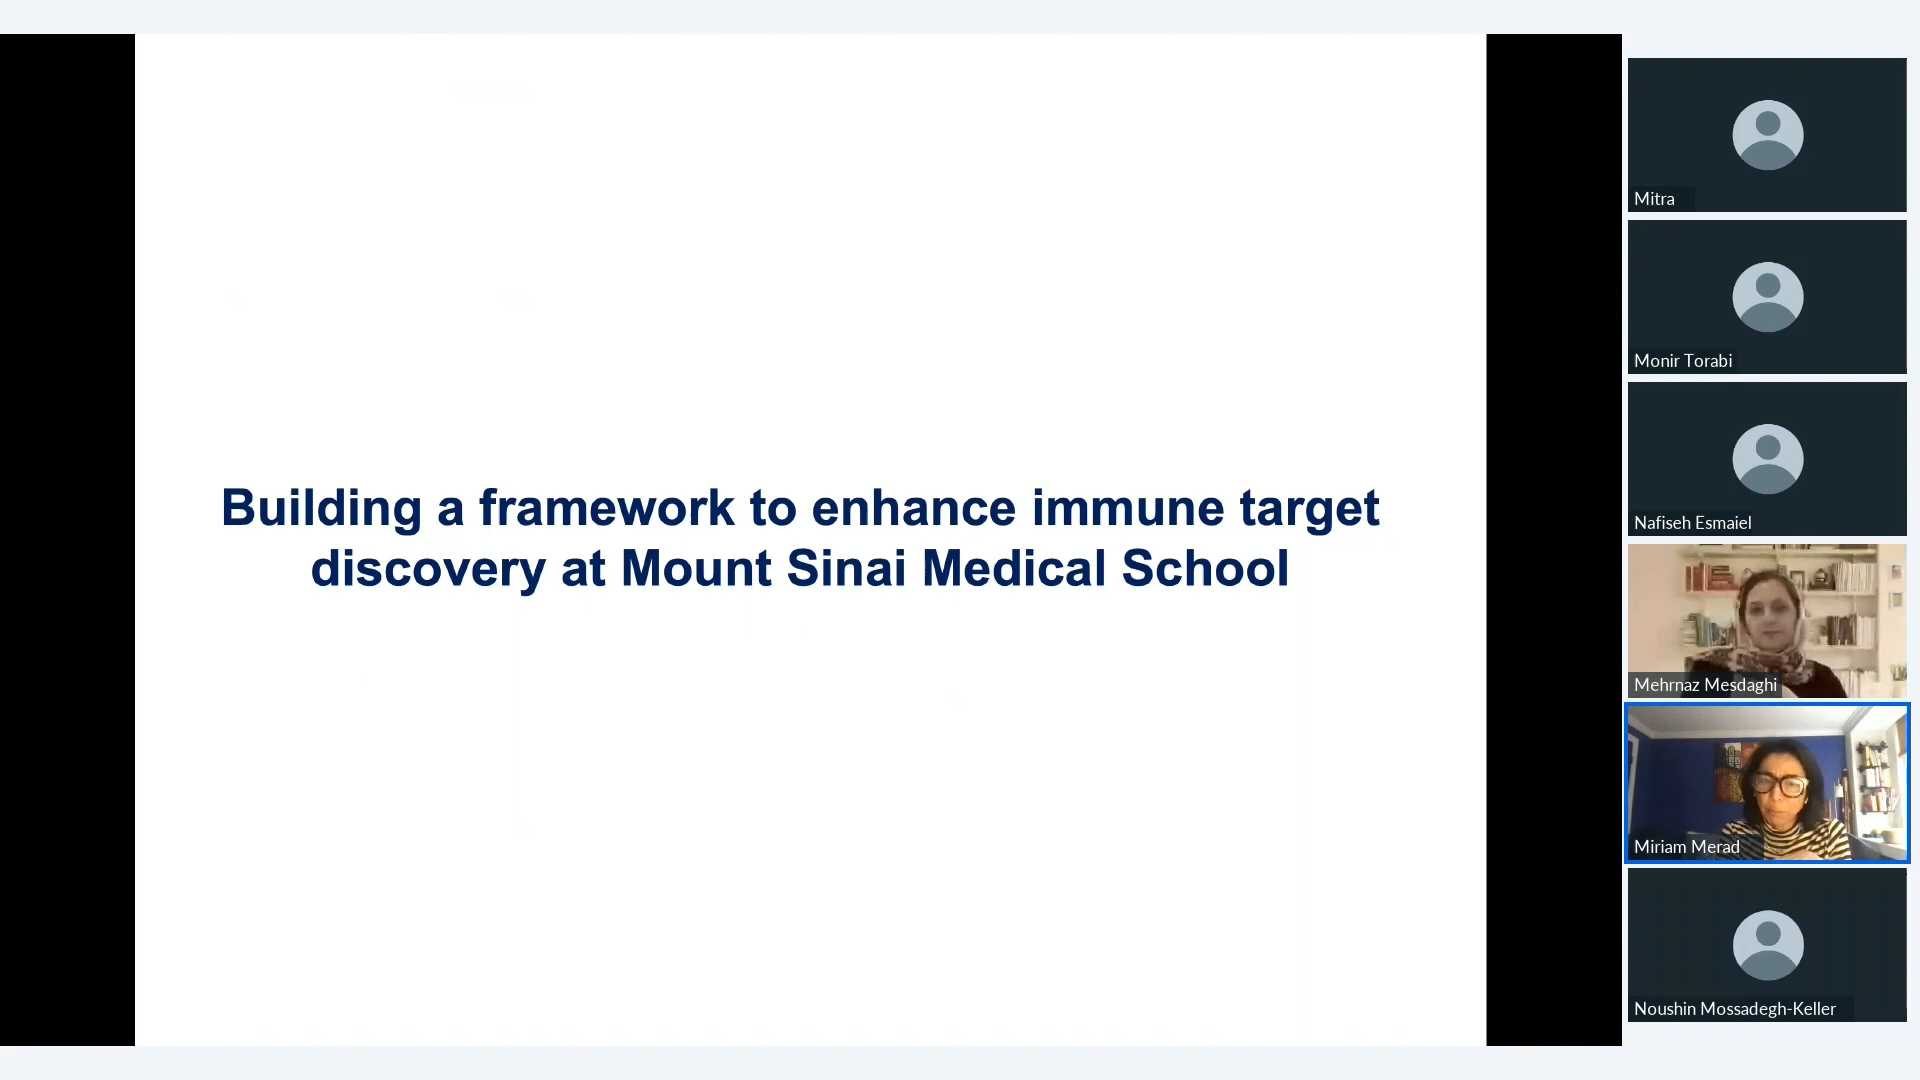 Building a framework to enhance immune target
discovery at Mount Sinai Medical School
Mitra
Monir Torabi
Nafiseh Esmaiel
Mehrnaz Mesdaghi
Miriam Merad
Noushin Mossadegh-Keller